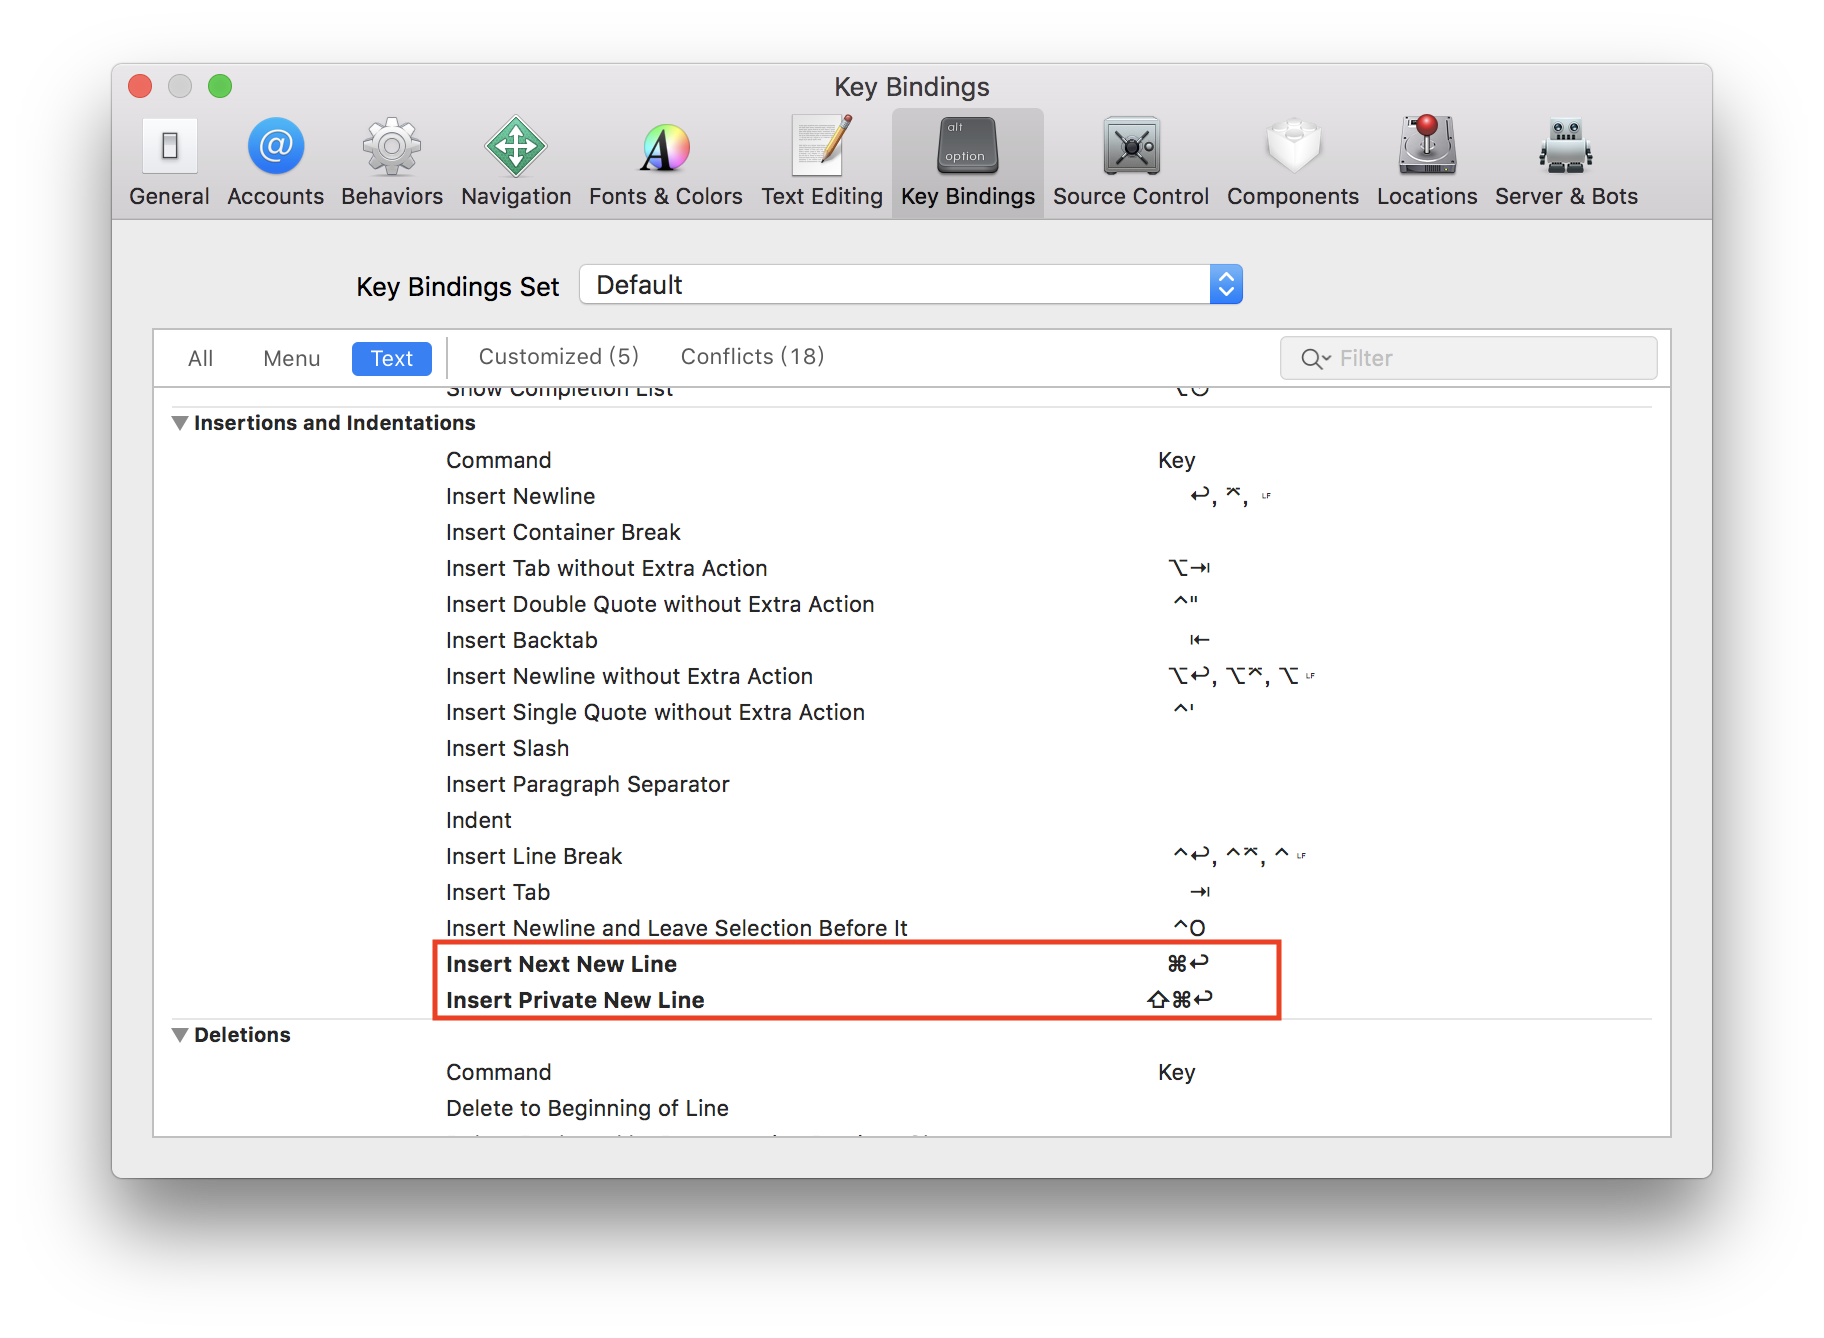 Key Bindings
alt
option
General Accounts Behaviors Navigation Fonts & Colors Text Editing Key Bindings Source Control Components Locations Server & Bots
Key Bindings Set Default
All Menu Text Customized (5) Conflicts (18) Filter
Show Completion List
Insertions and Indentations
Command Key
Insert Newline ↩, ⌤, LF
Insert Container Break
Insert Tab without Extra Action ⌥⇥
Insert Double Quote without Extra Action ^"
Insert Backtab ⇤
Insert Newline without Extra Action ⌥↩, ⌥⌤, ⌥ LF
Insert Single Quote without Extra Action ^'
Insert Slash
Insert Paragraph Separator
Indent
Insert Line Break ^↩, ^⌤, ^ LF
Insert Tab ⇥
Insert Newline and Leave Selection Before It ^O
Insert Next New Line ⌘↩
Insert Private New Line ⇧⌘↩
Deletions
Command Key
Delete to Beginning of Line